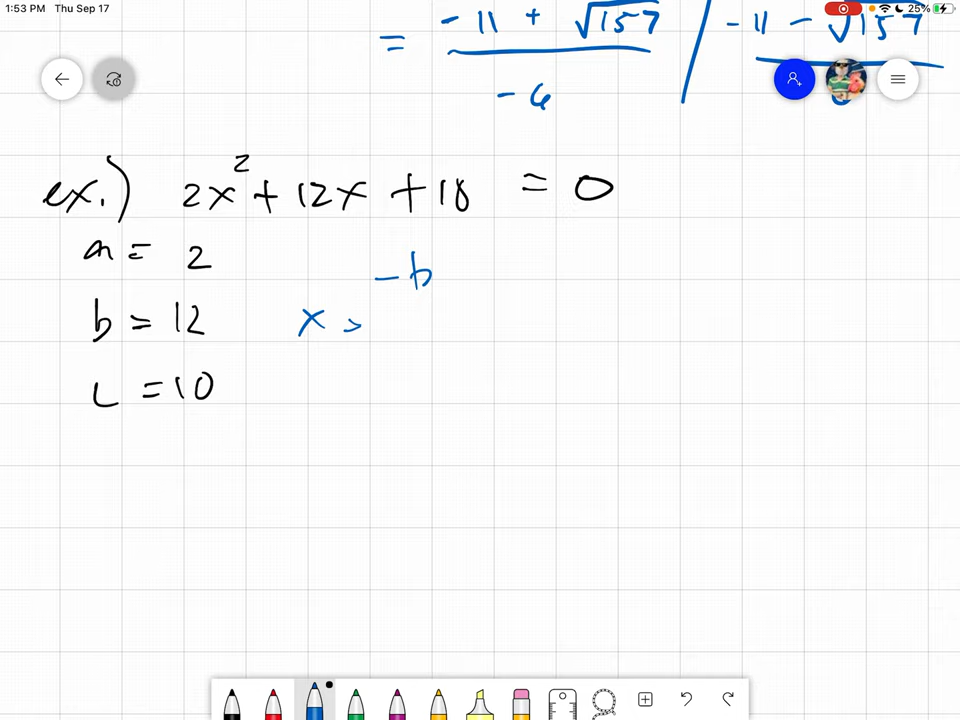 1:53 PM Thu Sep 17 25%
-11 + √157 / -11 - √157
=
-6
ex.) 2x² + 12x + 10 = 0
a = 2
-b
b = 12 x =
c = 10